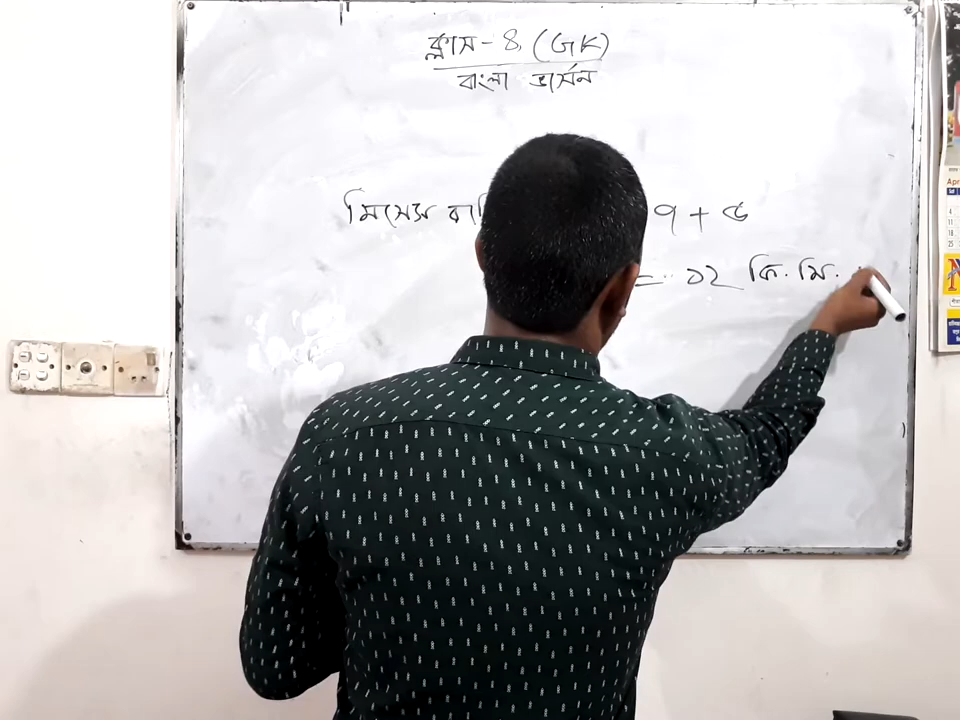 ক্লাস - ৪ (GK)
বাংলা ভার্সন
মিসেস ৭ + ৫
= ১২ কি. মি.